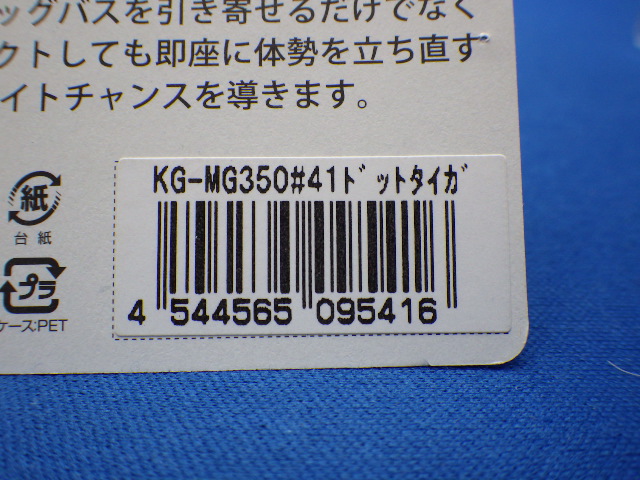 ッグバスを引き寄せるだけでなく
クトしても即座に体勢を立ち直す
イトチャンスを導きます。
KG-MG350#41ﾄﾞｯﾄﾀｲｶﾞ
紙
台紙
プラ
ケース:PET
4 544565 095416